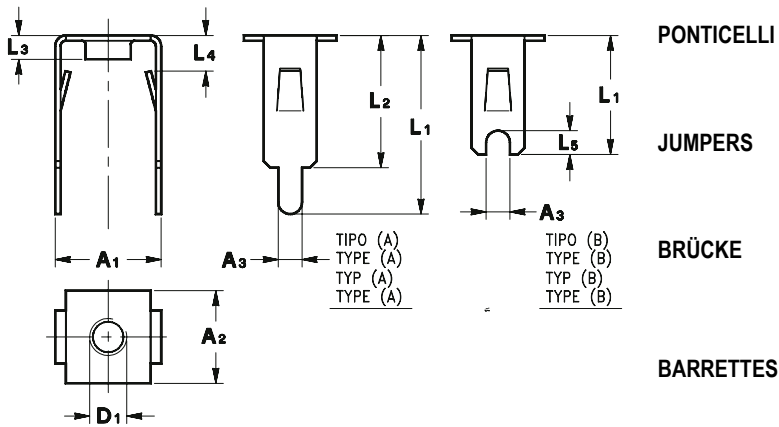 L3
L4
L2
L1
L1
L5
A1
A3
A3
TIPO (A)
TYPE (A)
TYP (A)
TYPE (A)
TIPO (B)
TYPE (B)
TYP (B)
TYPE (B)
A2
D1
PONTICELLI
JUMPERS
BRÜCKE
BARRETTES